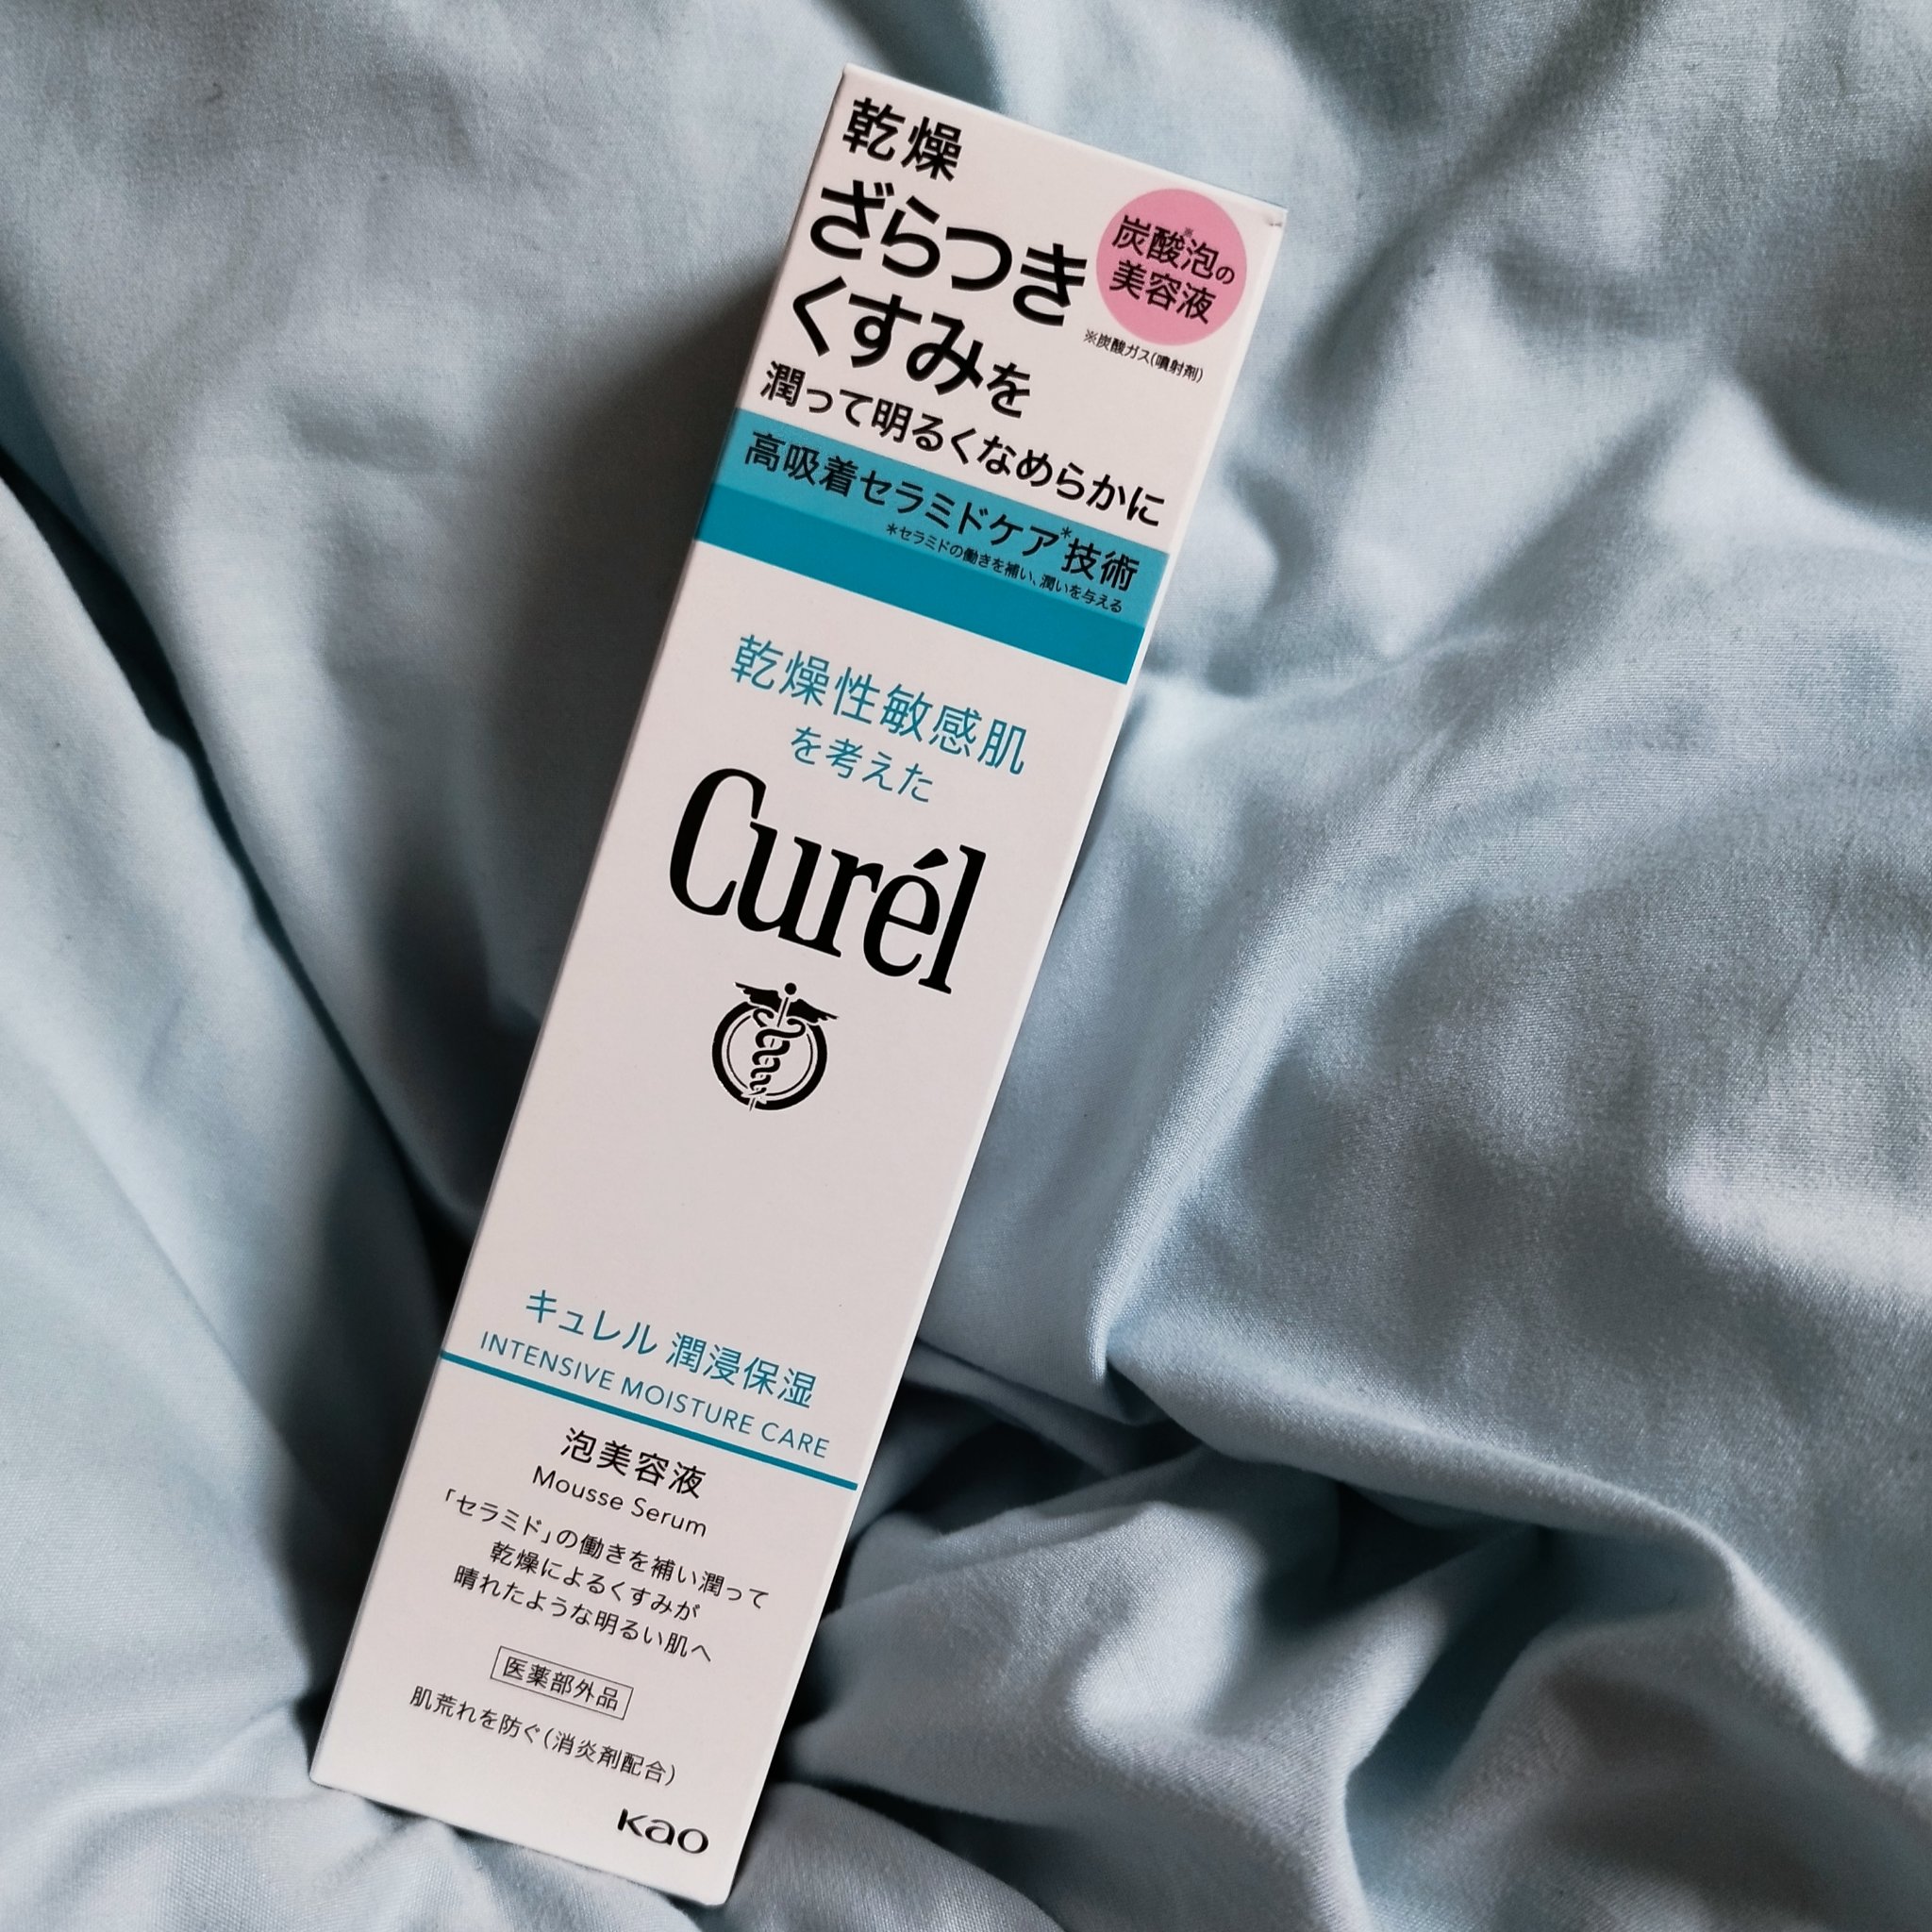 乾燥
ざらつき
くすみを
潤って明るくなめらかに
炭酸※泡の
美容液
※炭酸ガス(噴射剤)
高吸着セラミドケア*技術
*セラミドの働きを補い、潤いを与える
乾燥性敏感肌
を考えた
Curél
キュレル 潤浸保湿
INTENSIVE MOISTURE CARE
泡美容液
Mousse Serum
「セラミド」の働きを補い潤って
乾燥によるくすみが
晴れたような明るい肌へ
医薬部外品
肌荒れを防ぐ(消炎剤配合)
kao